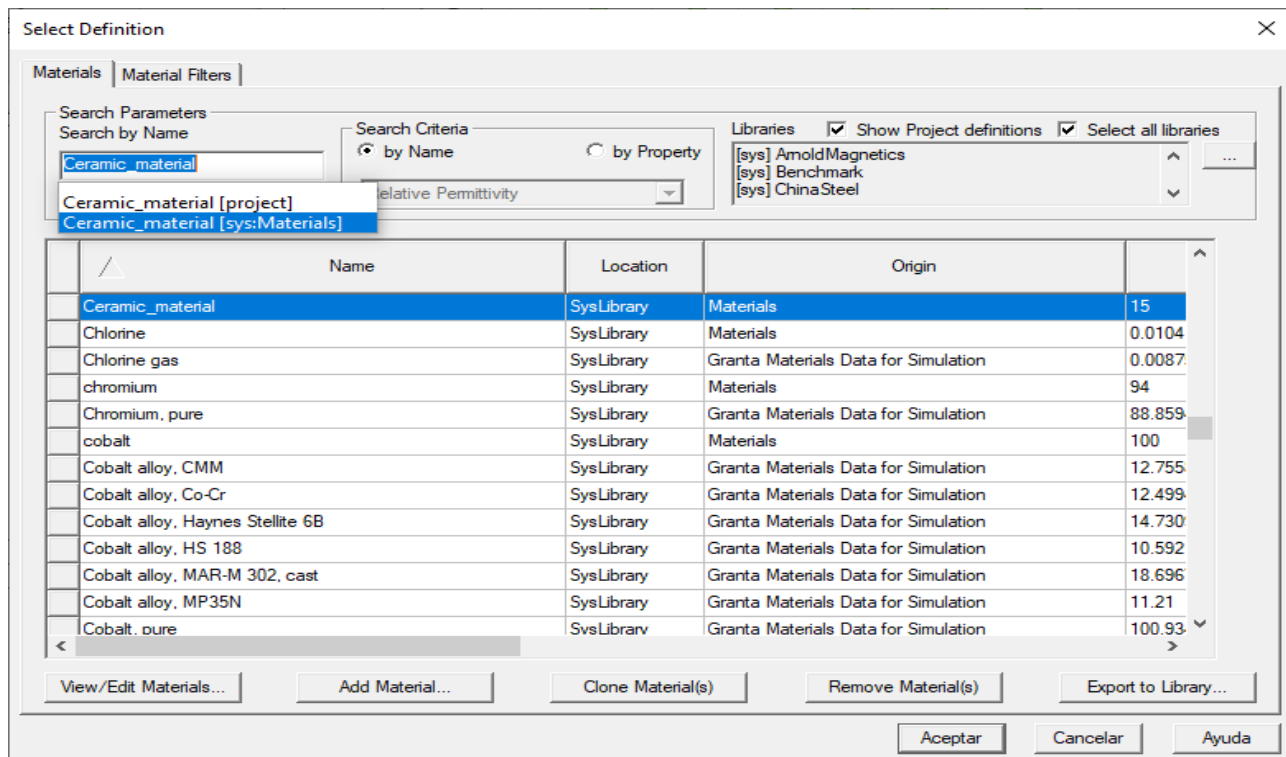 Select Definition
Materials
Material Filters
Search Parameters
Search by Name
Ceramic_material
Ceramic_material [project]
Ceramic_material [sys:Materials]
Search Criteria
by Name
by Property
elative Permittivity
Libraries
Show Project definitions
Select all libraries
[sys] ArnoldMagnetics
[sys] Benchmark
[sys] ChinaSteel
...
Name Location Origin
Ceramic_material SysLibrary Materials 15
Chlorine SysLibrary Materials 0.0104
Chlorine gas SysLibrary Granta Materials Data for Simulation 0.0087
chromium SysLibrary Materials 94
Chromium, pure SysLibrary Granta Materials Data for Simulation 88.859
cobalt SysLibrary Materials 100
Cobalt alloy, CMM SysLibrary Granta Materials Data for Simulation 12.755
Cobalt alloy, Co-Cr SysLibrary Granta Materials Data for Simulation 12.499
Cobalt alloy, Haynes Stellite 6B SysLibrary Granta Materials Data for Simulation 14.730
Cobalt alloy, HS 188 SysLibrary Granta Materials Data for Simulation 10.592
Cobalt alloy, MAR-M 302, cast SysLibrary Granta Materials Data for Simulation 18.696
Cobalt alloy, MP35N SysLibrary Granta Materials Data for Simulation 11.21
Cobalt, pure SysLibrary Granta Materials Data for Simulation 100.93
View/Edit Materials...
Add Material...
Clone Material(s)
Remove Material(s)
Export to Library...
Aceptar
Cancelar
Ayuda